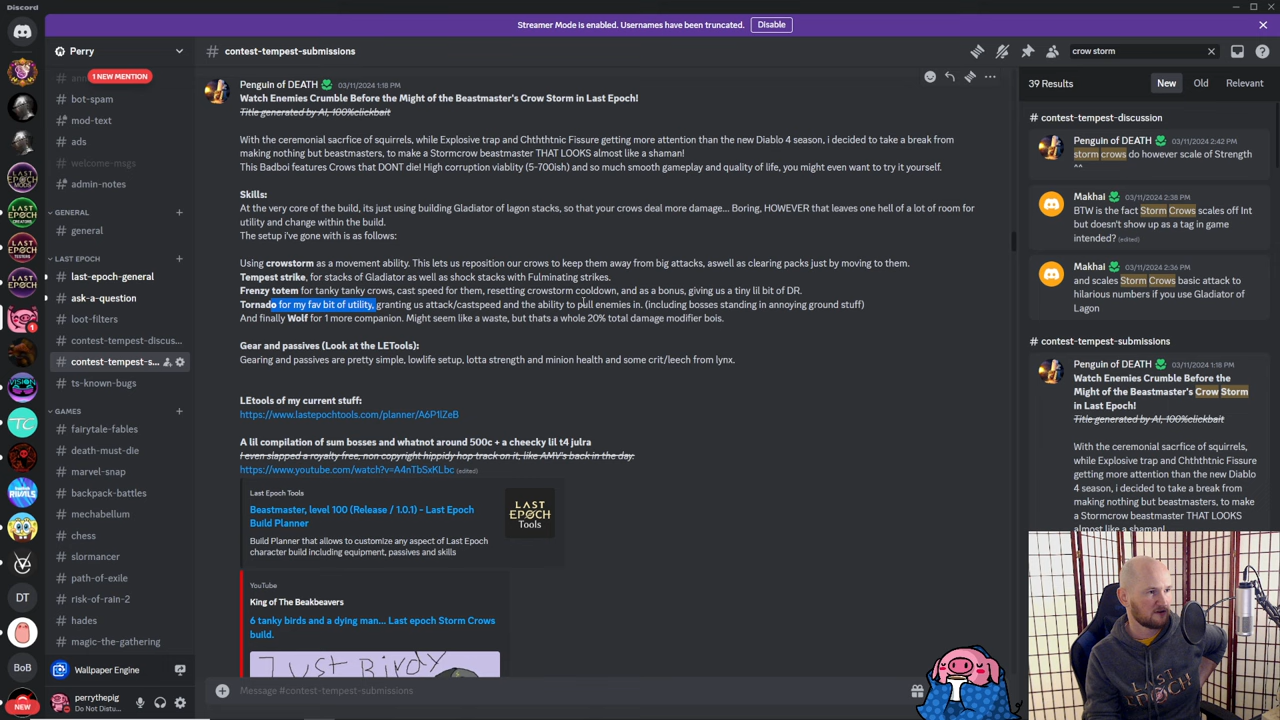 Discord
Streamer Mode is enabled. Usernames have been truncated.
Disable
Perry
1 NEW MENTION
bot-spam
mod-text
ads
welcome-msgs
admin-notes
GENERAL
general
LAST EPOCH
last-epoch-general
ask-a-question
loot-filters
contest-tempest-discus...
contest-tempest-s...
ts-known-bugs
GAMES
fairytale-fables
death-must-die
marvel-snap
backpack-battles
mechabellum
chess
slormancer
path-of-exile
risk-of-rain-2
hades
magic-the-gathering
Wallpaper Engine
perrythepig
Do Not Distu...
LAST EPOCH MODS
LAST EPOCH
LAST EPOCH TESTERS
LAST EPOCH
VISION
TC
RIVALS
DT
BoB
NEW
# contest-tempest-submissions
crow storm
Penguin of DEATH 03/11/2024 1:18 PM
Watch Enemies Crumble Before the Might of the Beastmaster's Crow Storm in Last Epoch!
Title generated by AI, 100%clickbait
With the ceremonial sacrfice of squirrels, while Explosive trap and Chthththnic Fissure getting more attention than the new Diablo 4 season, i decided to take a break from
making nothing but beastmasters, to make a Stormcrow beastmaster THAT LOOKS almost like a shaman!
This Badboi features Crows that DONT die! High corruption viablity (5-700ish) and so much smooth gameplay and quality of life, you might even want to try it yourself.
Skills:
At the very core of the build, its just using building Gladiator of lagon stacks, so that your crows deal more damage... Boring, HOWEVER that leaves one hell of a lot of room for
utility and change within the build.
The setup i've gone with is as follows:
Using crowstorm as a movement ability. This lets us reposition our crows to keep them away from big attacks, aswell as clearing packs just by moving to them.
Tempest strike, for stacks of Gladiator as well as shock stacks with Fulminating strikes.
Frenzy totem for tanky tanky crows, cast speed for them, resetting crowstorm cooldown, and as a bonus, giving us a tiny lil bit of DR.
Tornado for my fav bit of utility, granting us attack/castspeed and the ability to pull enemies in. (including bosses standing in annoying ground stuff)
And finally Wolf for 1 more companion. Might seem like a waste, but thats a whole 20% total damage modifier bois.
Gear and passives (Look at the LETools):
Gearing and passives are pretty simple, lowlife setup, lotta strength and minion health and some crit/leech from lynx.
LEtools of my current stuff:
https://www.lastepochtools.com/planner/A6P1lZeB
A lil compilation of sum bosses and whatnot around 500c + a cheecky lil t4 julra
I even slapped a royalty free, non copyright hippidy hop track on it, like AMV's back in the day.
https://www.youtube.com/watch?v=A4nTbSxKLbc (edited)
Last Epoch Tools
Beastmaster, level 100 (Release / 1.0.1) - Last Epoch
Build Planner
Build Planner that allows to customize any aspect of Last Epoch
character build including equipment, passives and skills
LAST
EPOCH
Tools
YouTube
King of The Beakbeavers
6 tanky birds and a dying man... Last epoch Storm Crows
build.
Just Birdy
Message #contest-tempest-submissions
39 Results
New
Old
Relevant
# contest-tempest-discussion
Penguin of DEATH 03/11/2024 2:42 PM
storm crows do however scale of Strength
^^
Makhai 03/11/2024 2:38 PM
BTW is the fact Storm Crows scales off Int
but doesn't show up as a tag in game
intended? (edited)
Makhai 03/11/2024 2:36 PM
and scales Storm Crows basic attack to
hilarious numbers if you use Gladiator of
Lagon
# contest-tempest-submissions
Penguin of DEATH 03/11/2024 1:18 PM
Watch Enemies Crumble Before the
Might of the Beastmaster's Crow Storm
in Last Epoch!
Title generated by AI, 100%clickbait
With the ceremonial sacrfice of squirrels,
while Explosive trap and Chthththnic Fissure
getting more attention than the new Diablo
4 season, i decided to take a break from
making nothing but beastmasters, to make
a Stormcrow beastmaster THAT LOOKS
almost like a shaman!